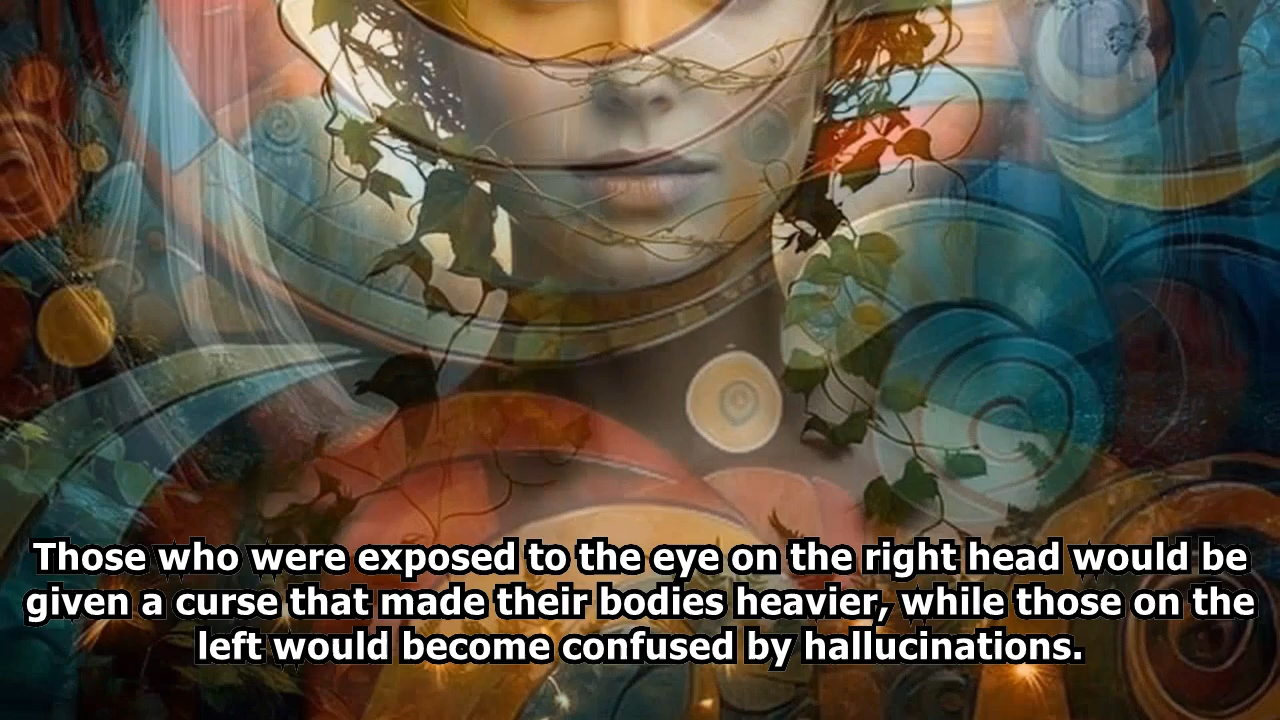 Those who were exposed to the eye on the right head would be
given a curse that made their bodies heavier, while those on the
left would become confused by hallucinations.